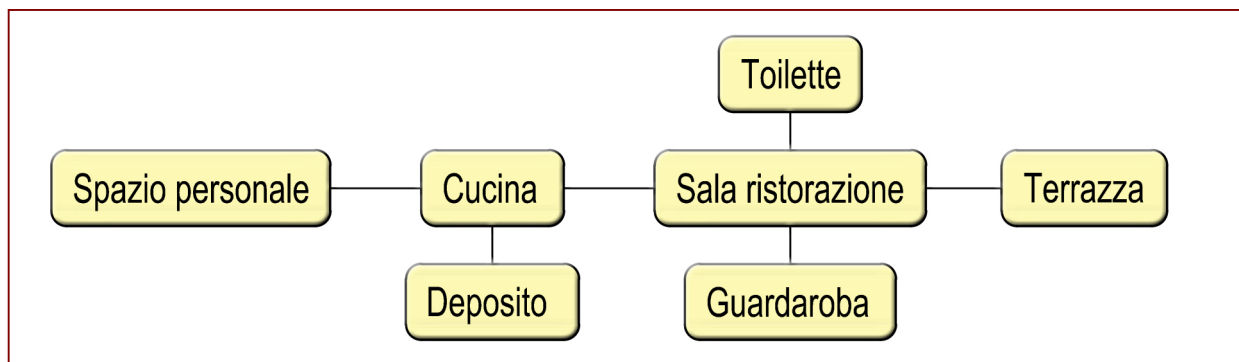 Toilette
Spazio personale
Cucina
Sala ristorazione
Terrazza
Deposito
Guardaroba